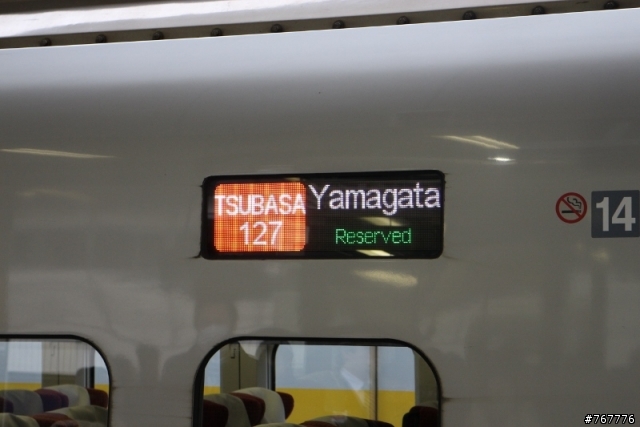 TSUBASA
127
Yamagata
Reserved
14
#767776